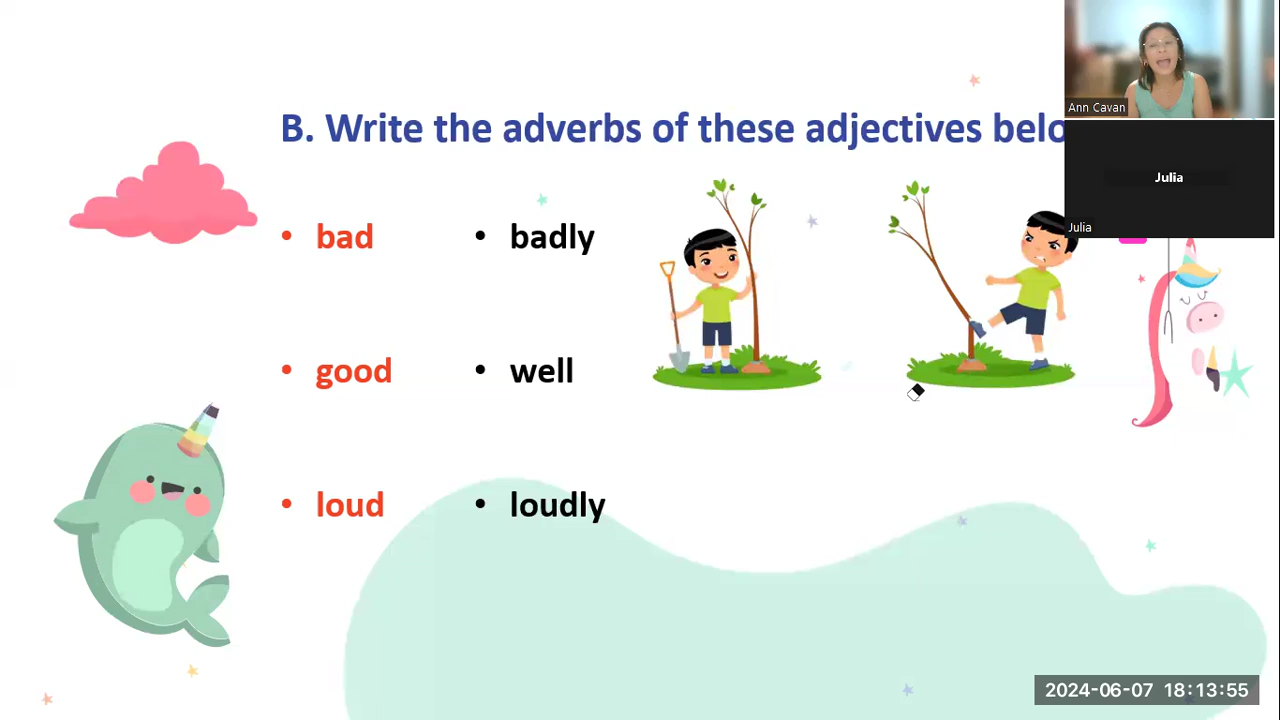 Ann Cavan
B. Write the adverbs of these adjectives belo
Julia
Julia
bad
badly
good
well
loud
loudly
2024-06-07 18:13:55